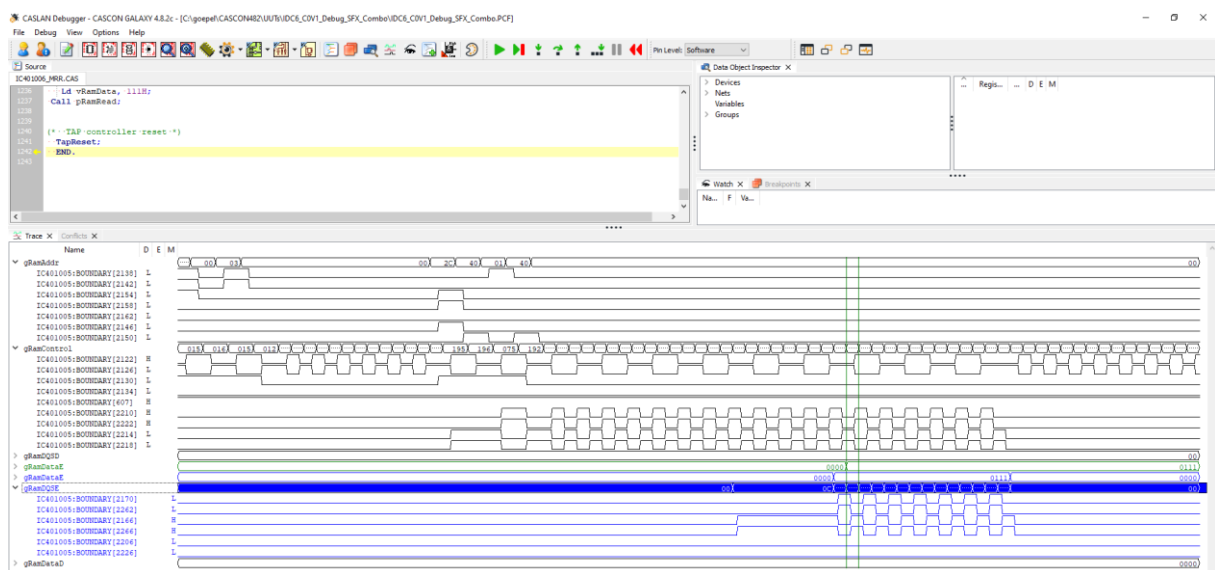 CASLAN Debugger - CASCON GALAXY 4.8.2c - [C:\goepel\CASCON482\UUTs\IDC6_C0V1_Debug_SFX_Combo\IDC6_C0V1_Debug_SFX_Combo.PCF]
File Debug View Options Help
Pin Level: Software
Source
Data Object Inspector X
IC401006_MRR.CAS
1236 Ld vRamData, 111H;
1237 Call pRamRead;
1238
1239
1240 (* TAP controller reset *)
1241 TapReset;
1242 END.
1243
Devices
Nets
Variables
Groups
... Regis... ... D E M
Watch X Breakpoints X
Na... F Va...
Trace X Conflicts X
Name D E M
gRamAddr 00 03 00 2C 40 01 40 00
IC401005:BOUNDARY[2138] L
IC401005:BOUNDARY[2142] L
IC401005:BOUNDARY[2154] L
IC401005:BOUNDARY[2158] L
IC401005:BOUNDARY[2162] L
IC401005:BOUNDARY[2146] L
IC401005:BOUNDARY[2150] L
gRamControl 015 016 015 012 195 196 075 192
IC401005:BOUNDARY[2122] H
IC401005:BOUNDARY[2126] L
IC401005:BOUNDARY[2130] L
IC401005:BOUNDARY[2134] L
IC401005:BOUNDARY[607] H
IC401005:BOUNDARY[2210] H
IC401005:BOUNDARY[2222] H
IC401005:BOUNDARY[2214] L
IC401005:BOUNDARY[2218] L
gRamDQSD 00
gRamDataE 0000 0111
gRamDataE 0000 0111 0000
gRamDQSE 00 0C 00
IC401005:BOUNDARY[2170] L
IC401005:BOUNDARY[2262] L
IC401005:BOUNDARY[2166] H
IC401005:BOUNDARY[2266] H
IC401005:BOUNDARY[2206] L
IC401005:BOUNDARY[2226] L
gRamDataD 0000